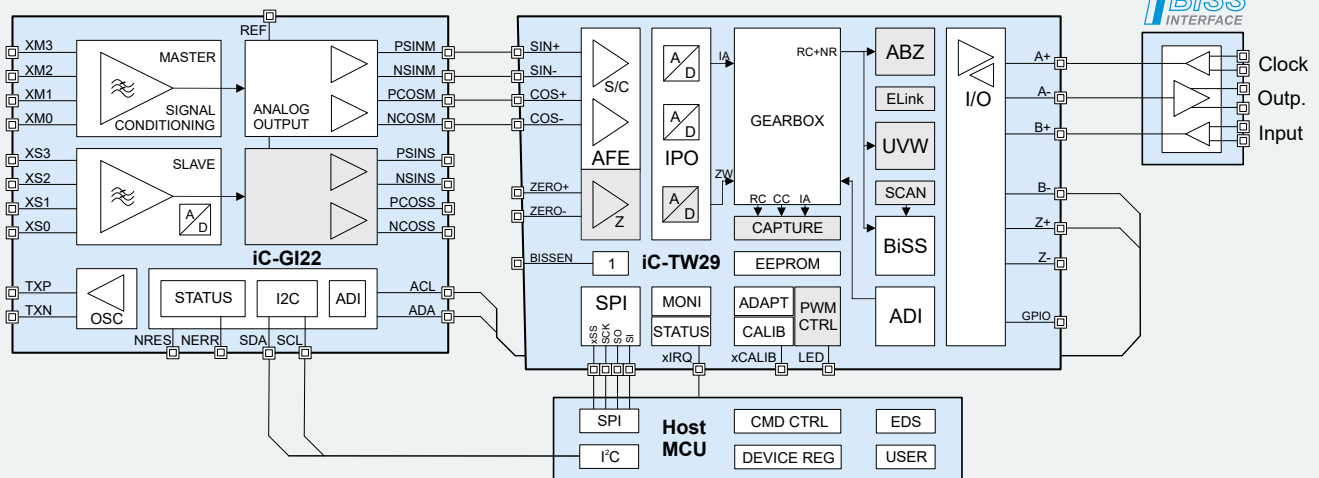 BiSS
INTERFACE
REF
XM3
XM2
XM1
XM0
MASTER
SIGNAL
CONDITIONING
ANALOG
OUTPUT
PSINM
NSINM
PCOSM
NCOSM
XS3
XS2
XS1
XS0
SLAVE
A
D
PSINS
NSINS
PCOSS
NCOSS
iC-GI22
TXP
TXN
OSC
STATUS
I2C
ADI
ACL
ADA
NRES
NERR
SDA
SCL
SIN+
SIN-
COS+
COS-
ZERO+
ZERO-
BISSEN
S/C
AFE
Z
A
D
A
D
IPO
A
D
IA
ZW
RC+NR
GEARBOX
RC
CC
IA
CAPTURE
ABZ
ELink
UVW
SCAN
BiSS
I/O
1
iC-TW29
EEPROM
SPI
xSS
SCK
SO
SI
MONI
STATUS
ADAPT
CALIB
PWM
CTRL
ADI
xIRQ
xCALIB
LED
A+
A-
B+
B-
Z+
Z-
GPIO
Clock
Outp.
Input
SPI
I²C
Host
MCU
CMD CTRL
DEVICE REG
EDS
USER